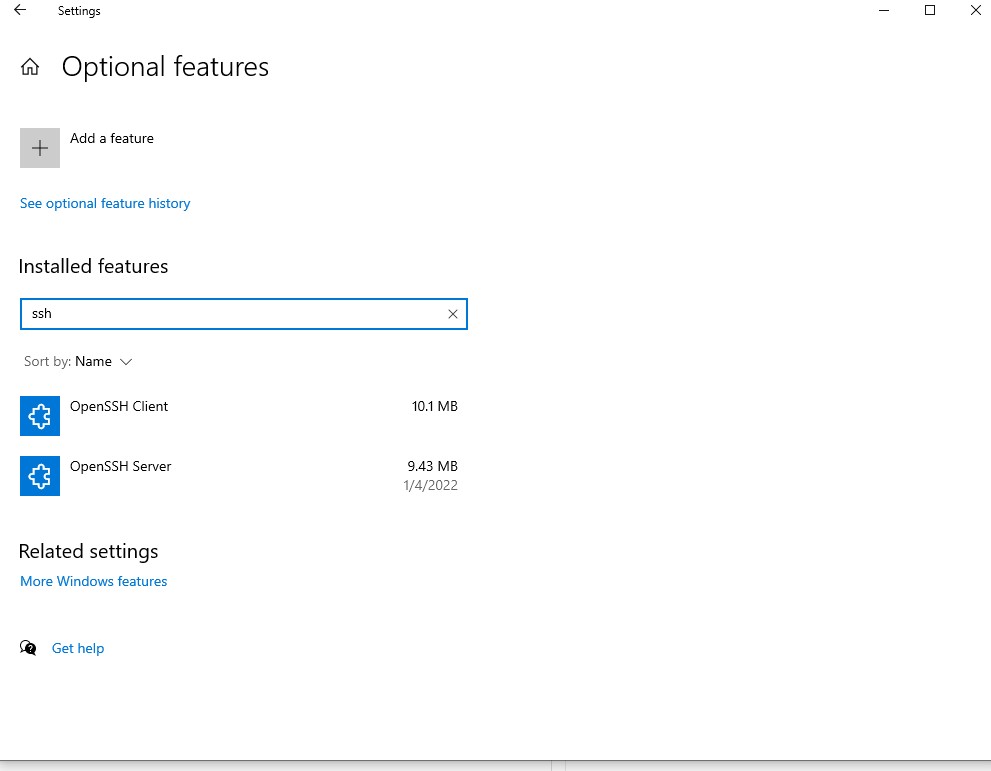 Settings
Optional features
Add a feature
See optional feature history
Installed features
ssh
Sort by: Name
OpenSSH Client 10.1 MB
OpenSSH Server 9.43 MB
1/4/2022
Related settings
More Windows features
Get help